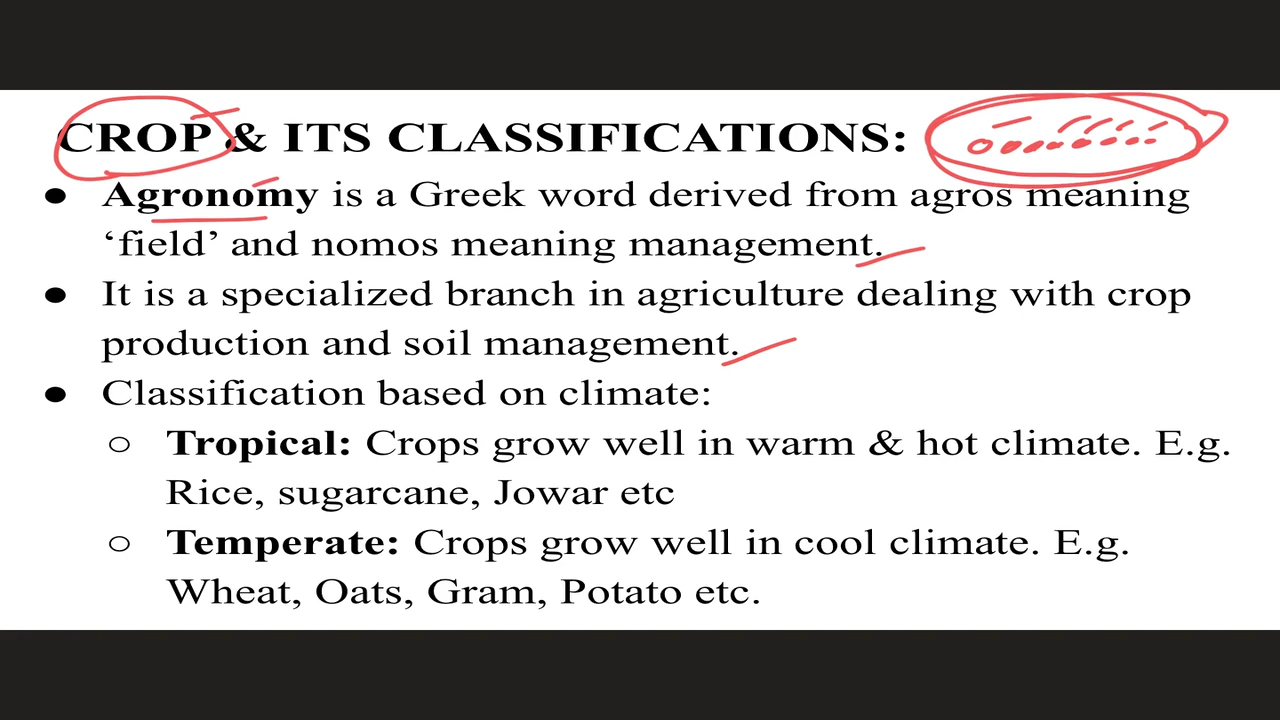 CROP & ITS CLASSIFICATIONS:
● Agronomy is a Greek word derived from agros meaning
‘field’ and nomos meaning management.
● It is a specialized branch in agriculture dealing with crop
production and soil management.
● Classification based on climate:
○ Tropical: Crops grow well in warm & hot climate. E.g.
Rice, sugarcane, Jowar etc
○ Temperate: Crops grow well in cool climate. E.g.
Wheat, Oats, Gram, Potato etc.